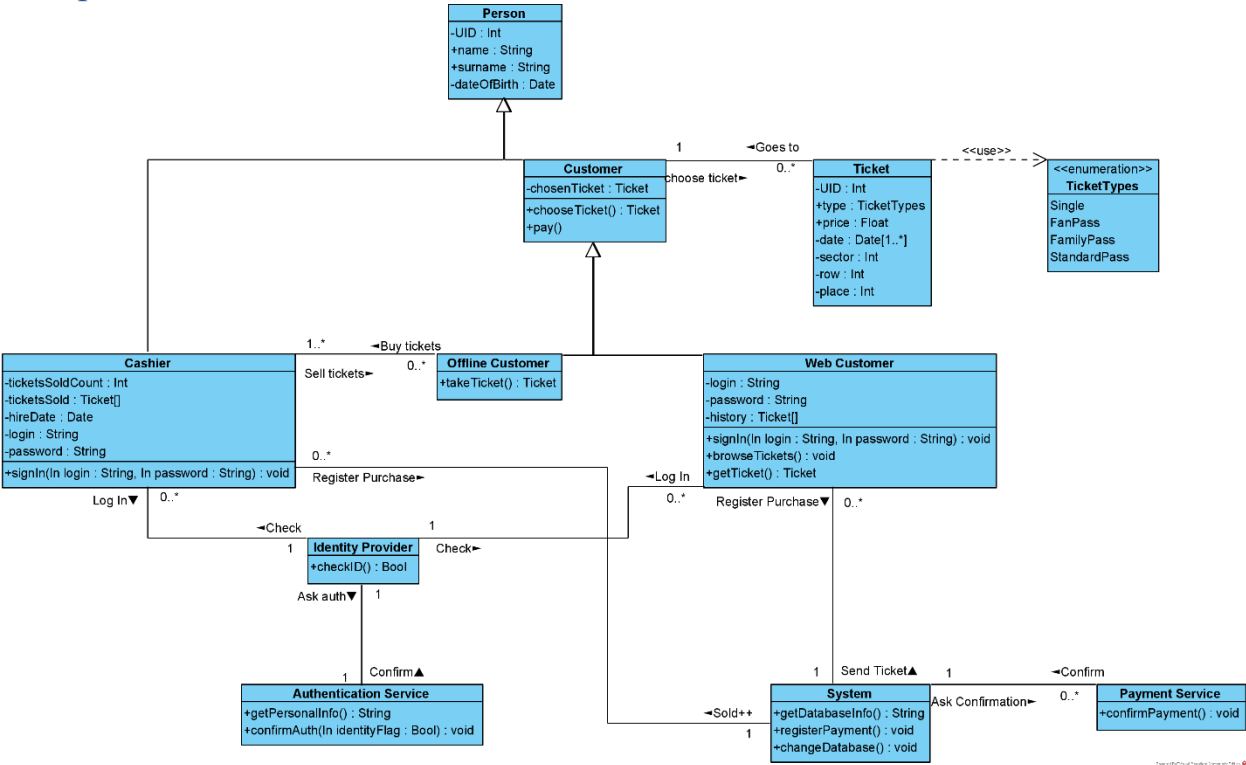 Person
-UID : Int
+name : String
+surname : String
-dateOfBirth : Date
Customer
-chosenTicket : Ticket
+chooseTicket() : Ticket
+pay()
1
◄Goes to
choose ticket►
0..*
Ticket
-UID : Int
+type : TicketTypes
+price : Float
-date : Date[1..*]
-sector : Int
-row : Int
-place : Int
<<use>>
<<enumeration>>
TicketTypes
Single
FanPass
FamilyPass
StandardPass
Cashier
-ticketsSoldCount : Int
-ticketsSold : Ticket[]
-hireDate : Date
-login : String
-password : String
+signIn(In login : String, In password : String) : void
1..*
◄Buy tickets
Sell tickets►
0..*
Offline Customer
+takeTicket() : Ticket
Web Customer
-login : String
-password : String
-history : Ticket[]
+signIn(In login : String, In password : String) : void
+browseTickets() : void
+getTicket() : Ticket
0..*
Register Purchase►
◄Log In
0..*
Log In▼
0..*
Register Purchase▼
0..*
◄Check
1
1
Check►
Identity Provider
+checkID() : Bool
Ask auth▼
1
1
Confirm▲
Authentication Service
+getPersonalInfo() : String
+confirmAuth(In identityFlag : Bool) : void
◄Sold++
1
1
Send Ticket▲
System
+getDatabaseInfo() : String
+registerPayment() : void
+changeDatabase() : void
1
◄Confirm
Ask Confirmation►
0..*
Payment Service
+confirmPayment() : void